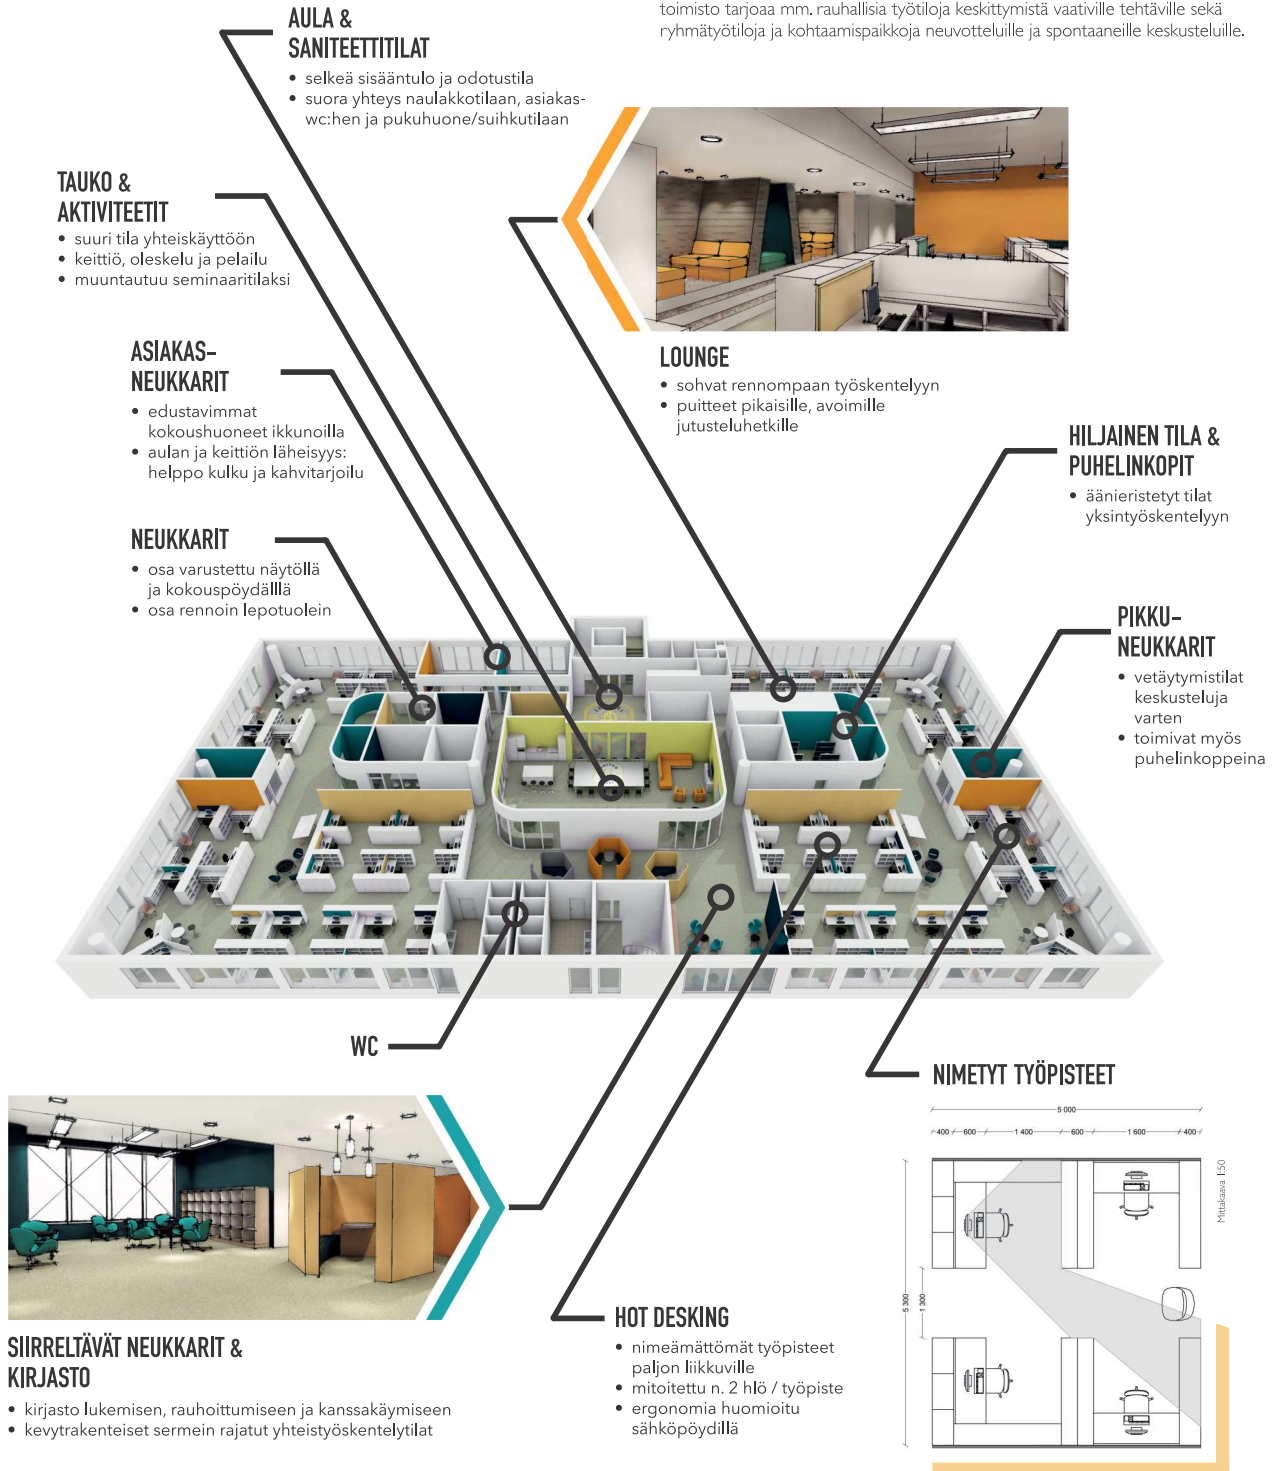 toimisto tarjoaa mm. rauhallisia työtiloja keskittymistä vaativille tehtäville sekä
ryhmätyötiloja ja kohtaamispaikkoja neuvotteluille ja spontaaneille keskusteluille.
AULA &
SANITEETTITILAT
• selkeä sisääntulo ja odotustila
• suora yhteys naulakkotilaan, asiakas-
wc:hen ja pukuhuone/suihkutilaan
TAUKO &
AKTIVITEETIT
• suuri tila yhteiskäyttöön
• keittiö, oleskelu ja pelailu
• muuntautuu seminaaritilaksi
ASIAKAS-
NEUKKARIT
• edustavimmat
kokoushuoneet ikkunoilla
• aulan ja keittiön läheisyys:
helppo kulku ja kahvitarjoilu
NEUKKARIT
• osa varustettu näytöllä
ja kokouspöydälllä
• osa rennoin lepotuolein
LOUNGE
• sohvat rennompaan työskentelyyn
• puitteet pikaisille, avoimille
jutusteluhetkille
HILJAINEN TILA &
PUHELINKOPIT
• äänieristetyt tilat
yksintyöskentelyyn
PIKKU-
NEUKKARIT
• vetäytymistilat
keskusteluja
varten
• toimivat myös
puhelinkoppeina
WC
NIMETYT TYÖPISTEET
5 000
400 600 1 400 600 1 600 400
5 300
1 300
Mittakaava 1:50
SIIRRELTÄVÄT NEUKKARIT &
KIRJASTO
• kirjasto lukemisen, rauhoittumiseen ja kanssakäymiseen
• kevytrakenteiset sermein rajatut yhteistyöskentelytilat
HOT DESKING
• nimeämättömät työpisteet
paljon liikkuville
• mitoitettu n. 2 hlö / työpiste
• ergonomia huomioitu
sähköpöydillä